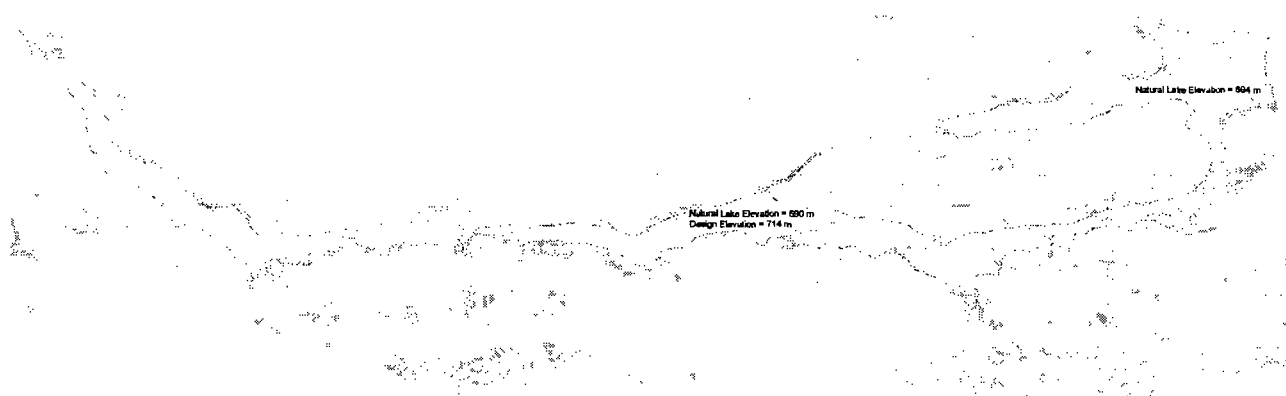 Natural Lake Elevation = 694 m
Natural Lake Elevation = 690 m
Design Elevation = 714 m